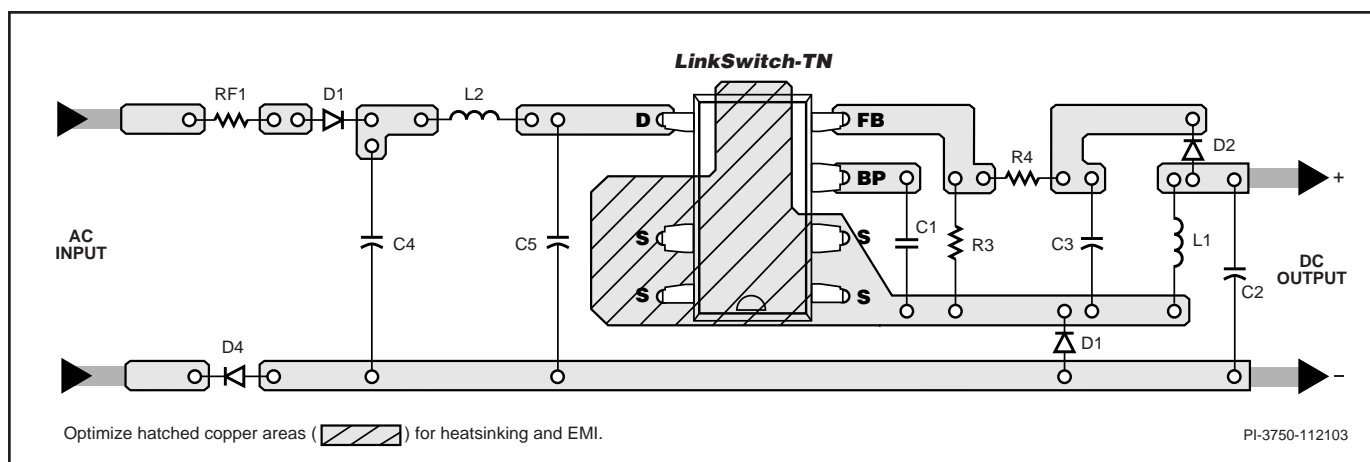 LinkSwitch-TN
RF1
D1
L2
D
FB
R4
D2
BP
+
AC
INPUT
C4
C5
S
S
C1
R3
C3
L1
DC
OUTPUT
C2
S
S
D4
D1
−
Optimize hatched copper areas ( ) for heatsinking and EMI.
PI-3750-112103